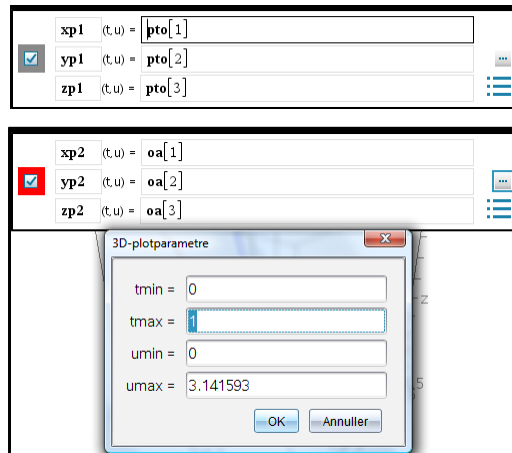 xp1 (t,u) = pto[1]
yp1 (t,u) = pto[2]
zp1 (t,u) = pto[3]
xp2 (t,u) = oa[1]
yp2 (t,u) = oa[2]
zp2 (t,u) = oa[3]
3D-plotparametre
tmin = 0
z
tmax = 1
umin = 0
umax = 3.141593
5
OK Annuller